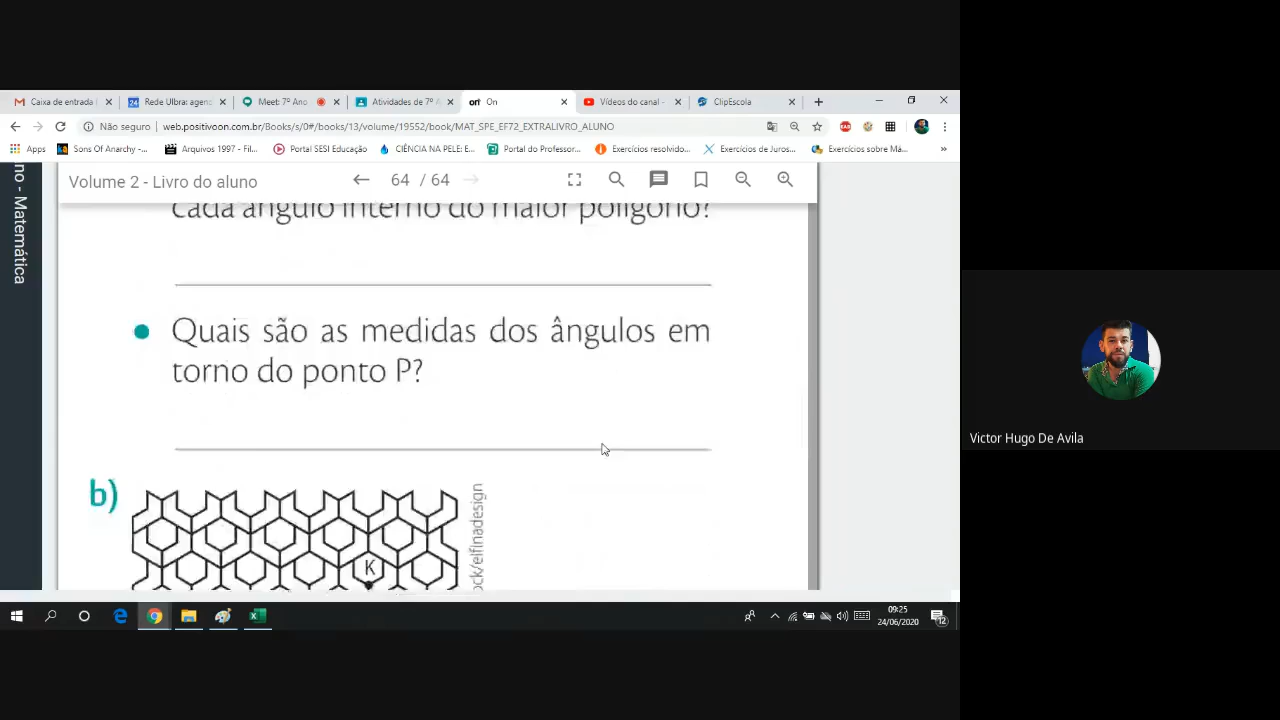 Caixa de entrada
Rede Ulbra: agen
Meet: 7º Ano
Atividades de 7º A
on
On
Vídeos do canal -
ClipEscola
Não segure
web.positivoon.com.br/Books/s/0#/books/13/volume/19552/book/MAT_SPE_EF72_EXTRALIVRO_ALUNO
Apps
Sons Of Anarchy -...
Arquivos 1997 - Fil...
Portal SESI Educação
CIÊNCIA NA PELE: E...
Portal do Professor...
Exercícios resolvido...
Exercícios de Juros...
Exercícios sobre Má...
»
no - Matemática
Volume 2 - Livro do aluno
64 / 64
cada ângulo interno do maior polígono?
Quais são as medidas dos ângulos em
torno do ponto P?
b)
K
ock/elfinadesign
Victor Hugo De Avila
09:25
24/06/2020
12